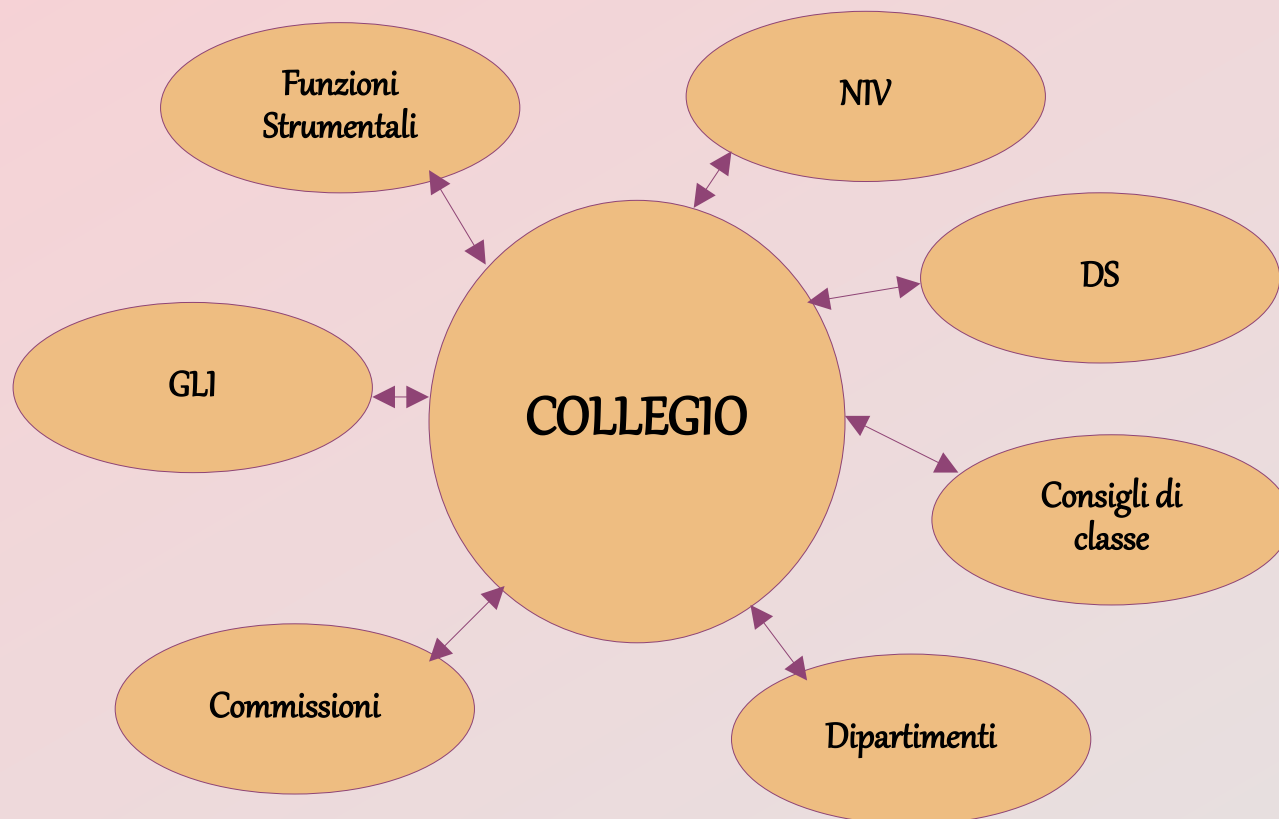 Funzioni
Strumentali
NIV
DS
GLI
COLLEGIO
Consigli di
classe
Commissioni
Dipartimenti